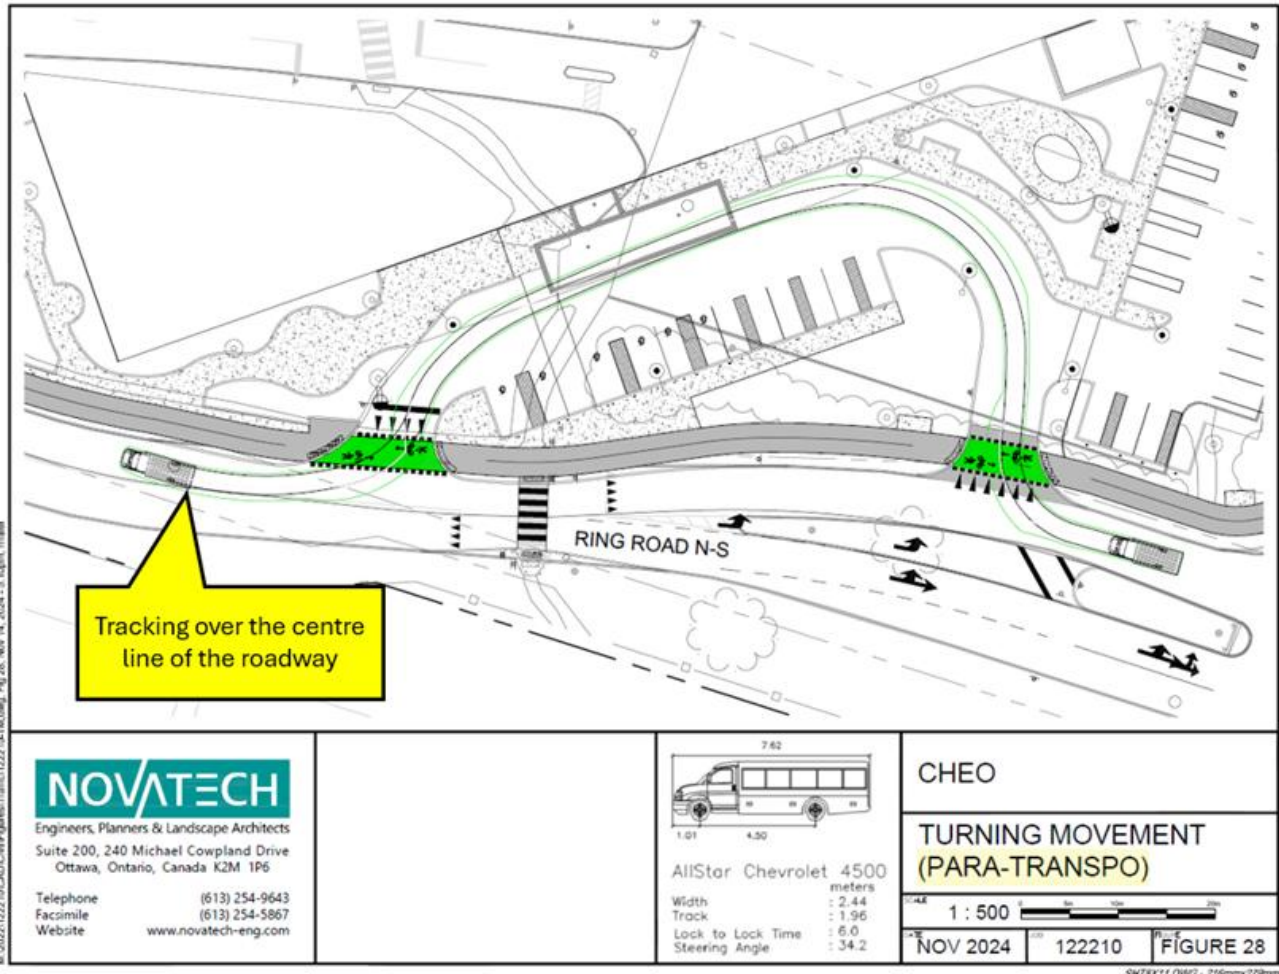 RING ROAD N-S
Tracking over the centre
line of the roadway
NOVATECH
Engineers, Planners & Landscape Architects
Suite 200, 240 Michael Cowpland Drive
Ottawa, Ontario, Canada K2M 1P6
Telephone (613) 254-9643
Facsimile (613) 254-5867
Website www.novatech-eng.com
7.62
1.01 4.50
AllStar Chevrolet 4500
meters
Width : 2.44
Track : 1.96
Lock to Lock Time : 6.0
Steering Angle : 34.2
CHEO
TURNING MOVEMENT
(PARA-TRANSPO)
SCALE
1 : 500
NOV 2024 122210 FIGURE 28